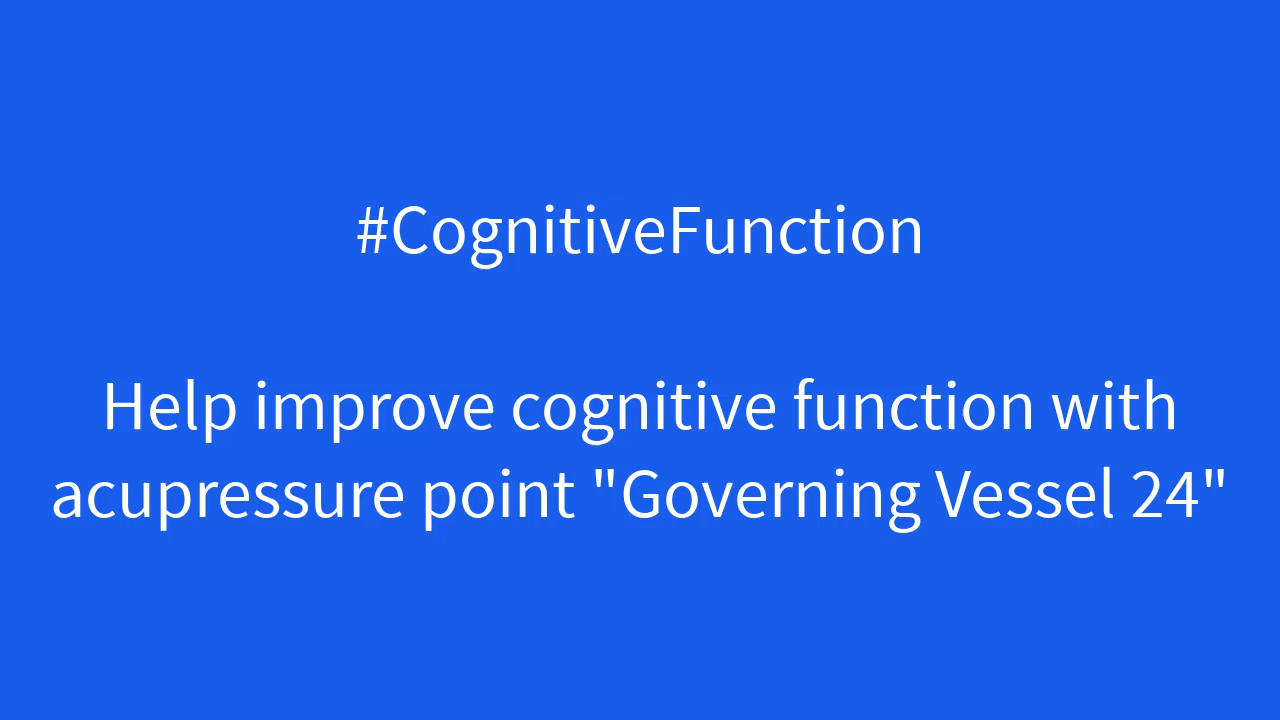 #CognitiveFunction
Help improve cognitive function with
acupressure point "Governing Vessel 24"